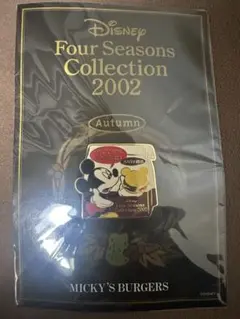 Disney
Four Seasons
Collection
2002
Autumn
MICKY'S BURGERS